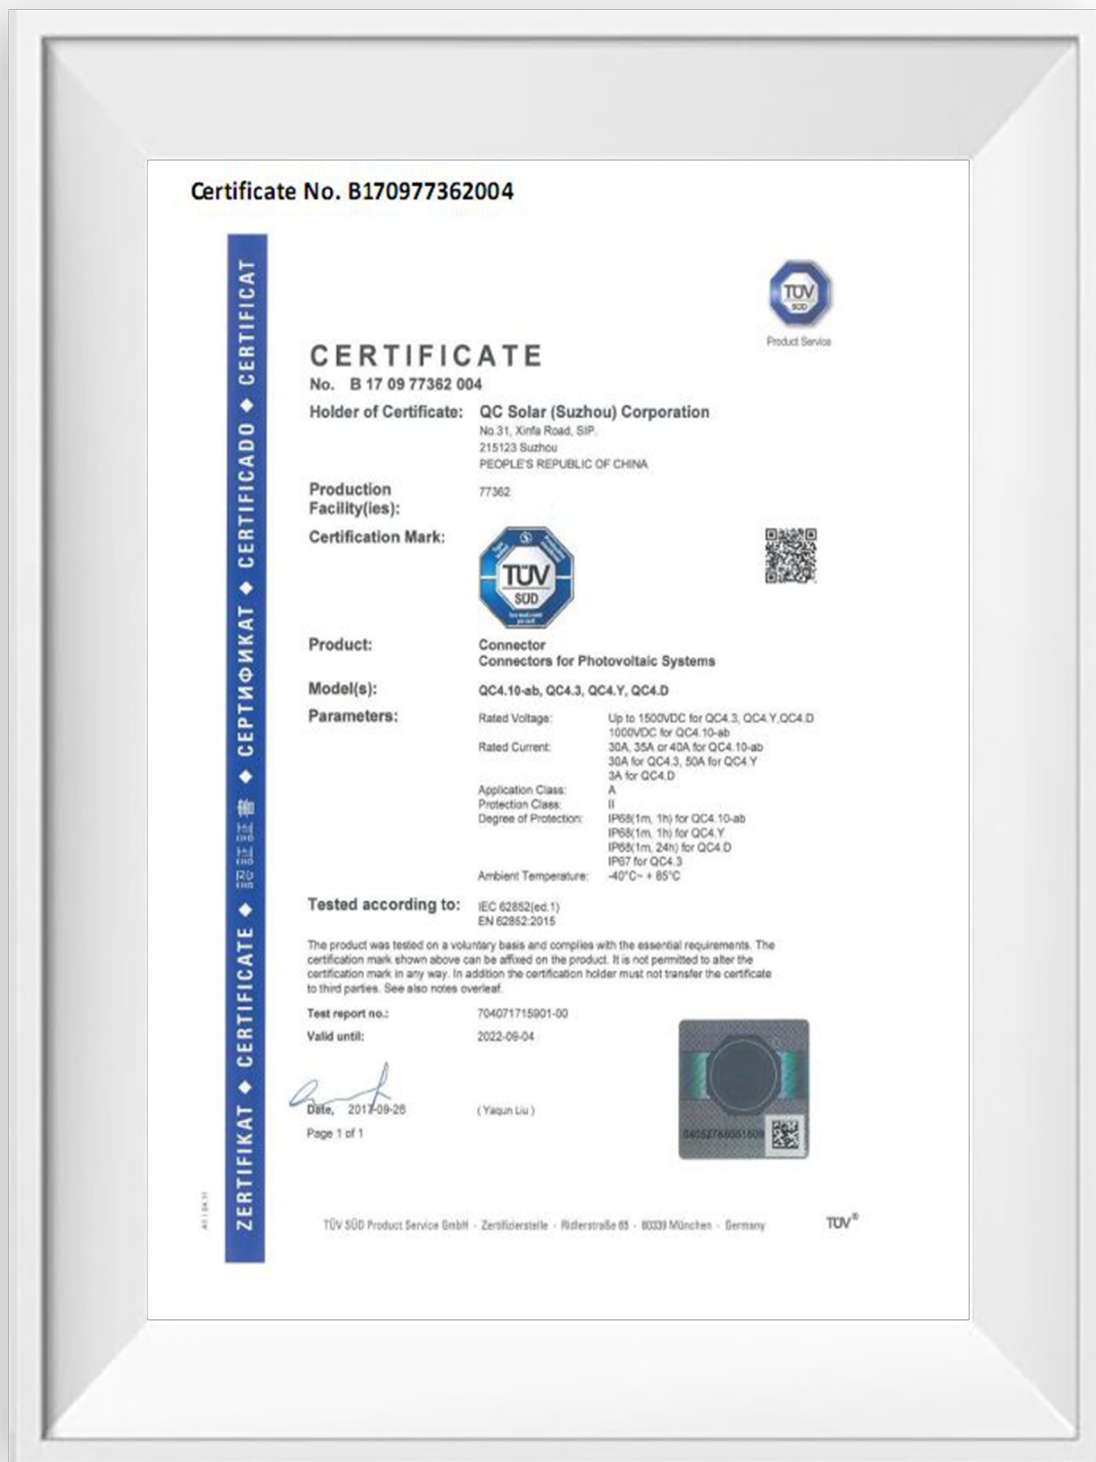 Certificate No. B170977362004
ZERTIFIKAT ◆ CERTIFICATE ◆ 認証証書 ◆ СЕРТИФИКАТ ◆ CERTIFICADO ◆ CERTIFICAT
TÜV
SÜD
Product Service
CERTIFICATE
No. B 17 09 77362 004
Holder of Certificate: QC Solar (Suzhou) Corporation
No.31, Xinfa Road, SIP.
215123 Suzhou
PEOPLE'S REPUBLIC OF CHINA
Production 77362
Facility(ies):
Certification Mark:
TÜV
SÜD
Product: Connector
Connectors for Photovoltaic Systems
Model(s): QC4.10-ab, QC4.3, QC4.Y, QC4.D
Parameters: Rated Voltage: Up to 1500VDC for QC4.3, QC4.Y,QC4.D
1000VDC for QC4.10-ab
Rated Current: 30A, 35A or 40A for QC4.10-ab
30A for QC4.3, 50A for QC4.Y
3A for QC4.D
Application Class: A
Protection Class: II
Degree of Protection: IP68(1m, 1h) for QC4.10-ab
IP68(1m, 1h) for QC4.Y
IP68(1m, 24h) for QC4.D
IP67 for QC4.3
Ambient Temperature: -40°C~ + 85°C
Tested according to: IEC 62852(ed.1)
EN 62852:2015
The product was tested on a voluntary basis and complies with the essential requirements. The
certification mark shown above can be affixed on the product. It is not permitted to alter the
certification mark in any way. In addition the certification holder must not transfer the certificate
to third parties. See also notes overleaf.
Test report no.: 704071715901-00
Valid until: 2022-09-04
Date, 2017-09-26 ( Yaqun Liu )
Page 1 of 1
TÜV SÜD Product Service GmbH - Zertifizierstelle - Ridlerstraße 65 - 80339 München - Germany
TÜV®